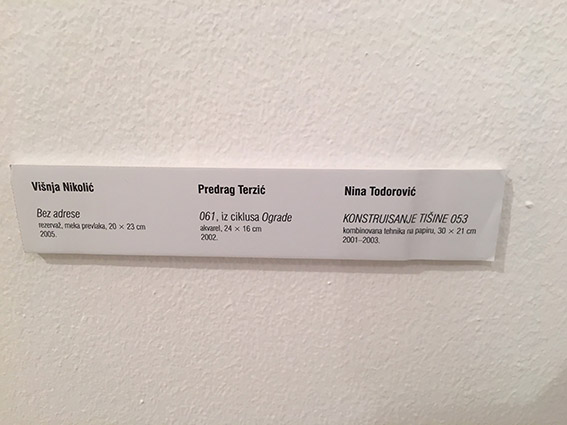 Višnja Nikolić
Bez adrese
rezervaž, meka prevlaka, 20 × 23 cm
2005.
Predrag Terzić
061, iz ciklusa Ograde
akvarel, 24 × 16 cm
2002.
Nina Todorović
KONSTRUISANJE TIŠINE 053
kombinovana tehnika na papiru, 30 × 21 cm
2001–2003.